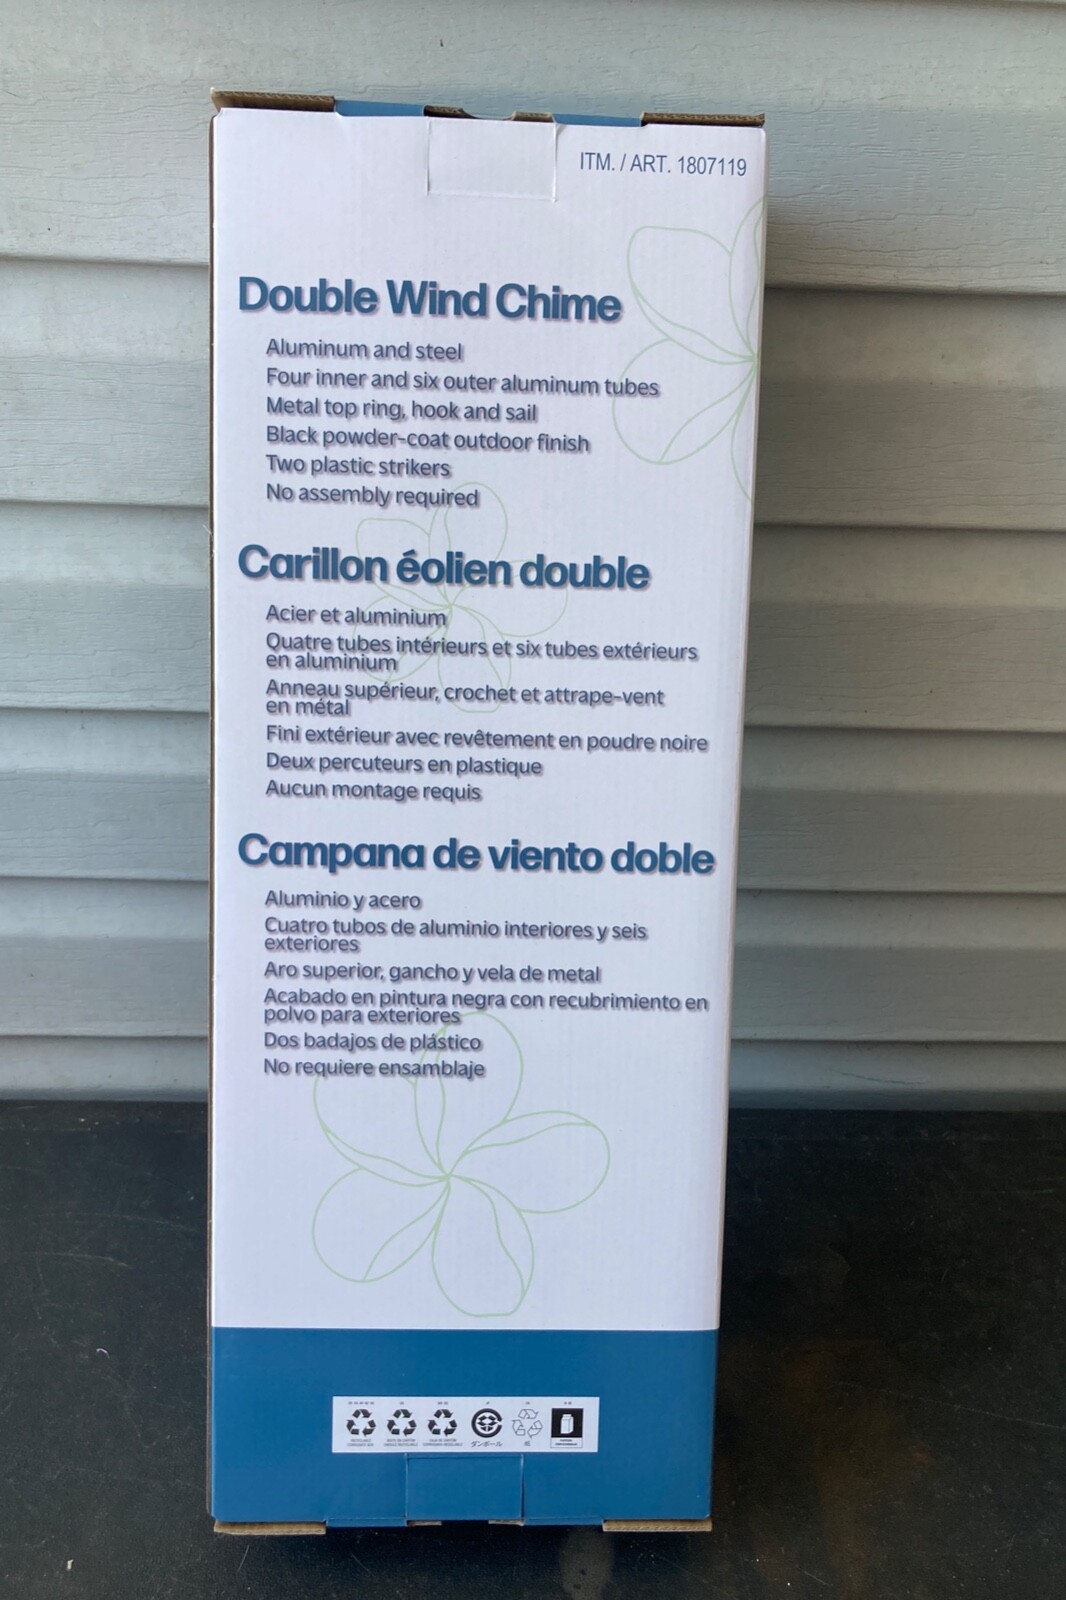 ITM. / ART. 1807119
Double Wind Chime
Aluminum and steel
Four inner and six outer aluminum tubes
Metal top ring, hook and sail
Black powder-coat outdoor finish
Two plastic strikers
No assembly required
Carillon éolien double
Acier et aluminium
Quatre tubes intérieurs et six tubes extérieurs
en aluminium
Anneau supérieur, crochet et attrape-vent
en métal
Fini extérieur avec revêtement en poudre noire
Deux percuteurs en plastique
Aucun montage requis
Campana de viento doble
Aluminio y acero
Cuatro tubos de aluminio interiores y seis
exteriores
Aro superior, gancho y vela de metal
Acabado en pintura negra con recubrimiento en
polvo para exteriores
Dos badajos de plástico
No requiere ensamblaje
ダンボール